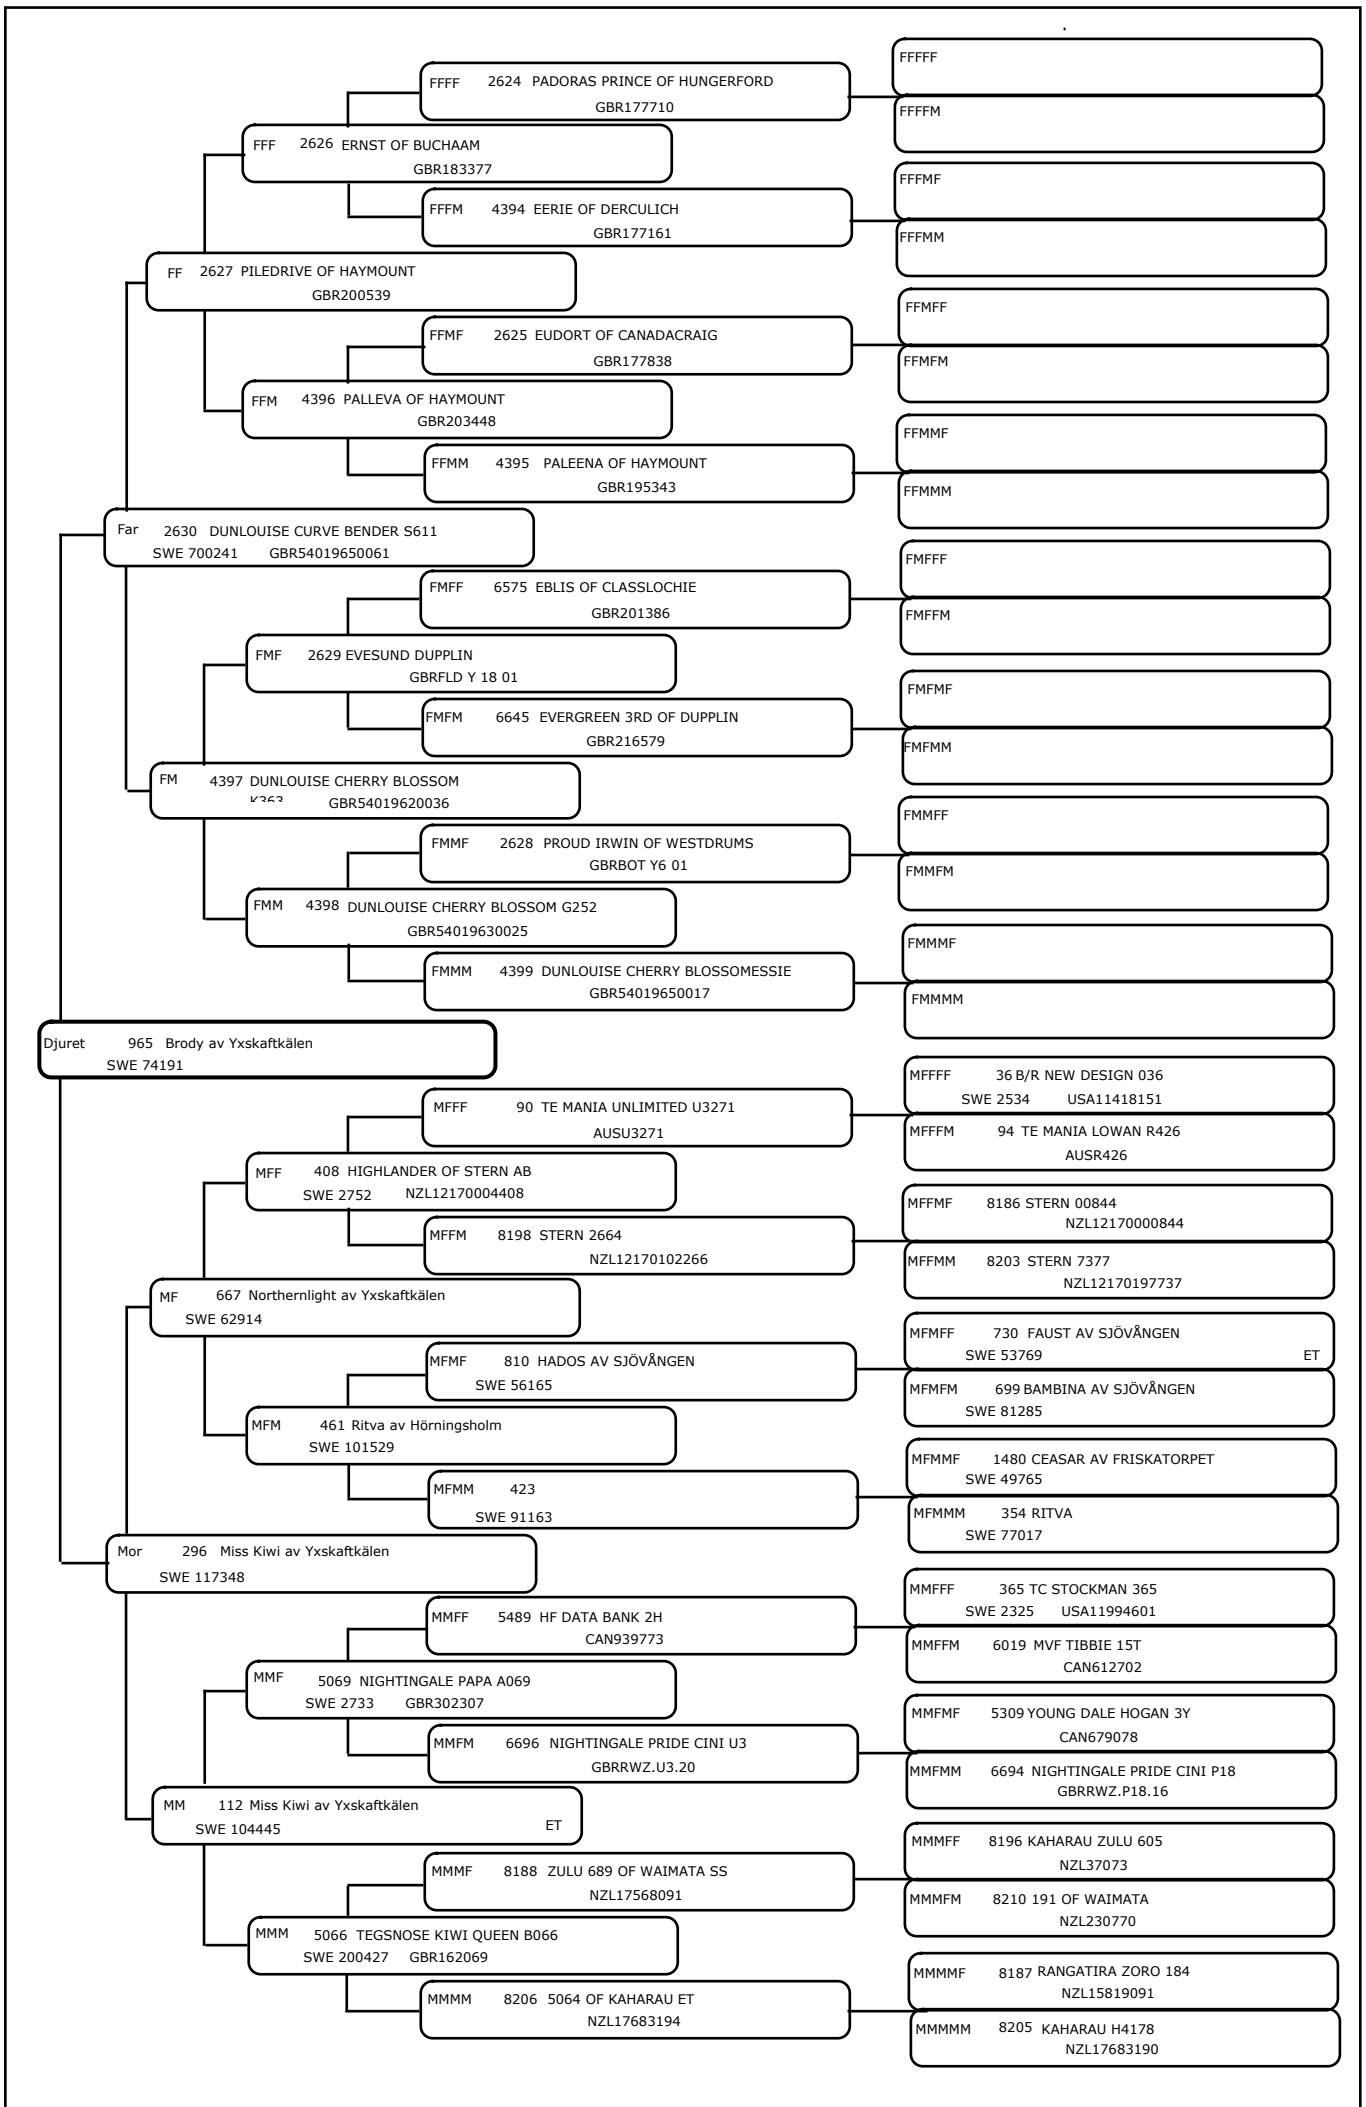 FFFFF
FFFF 2624 PADORAS PRINCE OF HUNGERFORD
GBR177710
FFFFM
FFF 2626 ERNST OF BUCHAAM
GBR183377
FFFMF
FFFM 4394 EERIE OF DERCULICH
GBR177161
FFFMM
FF 2627 PILEDRIVE OF HAYMOUNT
GBR200539
FFMFF
FFMF 2625 EUDORT OF CANADACRAIG
GBR177838
FFMFM
FFM 4396 PALLEVA OF HAYMOUNT
GBR203448
FFMMF
FFMM 4395 PALEENA OF HAYMOUNT
GBR195343
FFMMM
Far 2630 DUNLOUISE CURVE BENDER S611
SWE 700241 GBR54019650061
FMFFF
FMFF 6575 EBLIS OF CLASSLOCHIE
GBR201386
FMFFM
FMF 2629 EVESUND DUPPLIN
GBRFLD Y 18 01
FMFMF
FMFM 6645 EVERGREEN 3RD OF DUPPLIN
GBR216579
FMFMM
FM 4397 DUNLOUISE CHERRY BLOSSOM
K363 GBR54019620036
FMMFF
FMMF 2628 PROUD IRWIN OF WESTDRUMS
GBRBOT Y6 01
FMMFM
FMM 4398 DUNLOUISE CHERRY BLOSSOM G252
GBR54019630025
FMMMF
FMMM 4399 DUNLOUISE CHERRY BLOSSOMESSIE
GBR54019650017
FMMMM
Djuret 965 Brody av Yxskaftkälen
SWE 74191
MFFFF 36 B/R NEW DESIGN 036
SWE 2534 USA11418151
MFFF 90 TE MANIA UNLIMITED U3271
AUSU3271
MFFFM 94 TE MANIA LOWAN R426
AUSR426
MFF 408 HIGHLANDER OF STERN AB
SWE 2752 NZL12170004408
MFFMF 8186 STERN 00844
NZL12170000844
MFFM 8198 STERN 2664
NZL12170102266
MFFMM 8203 STERN 7377
NZL12170197737
MF 667 Northernlight av Yxskaftkälen
SWE 62914
MFMFF 730 FAUST AV SJÖVÅNGEN
SWE 53769 ET
MFMF 810 HADOS AV SJÖVÅNGEN
SWE 56165
MFMFM 699 BAMBINA AV SJÖVÅNGEN
SWE 81285
MFM 461 Ritva av Hörningsholm
SWE 101529
MFMMF 1480 CEASAR AV FRISKATORPET
SWE 49765
MFMM 423
SWE 91163
MFMMM 354 RITVA
SWE 77017
Mor 296 Miss Kiwi av Yxskaftkälen
SWE 117348
MMFFF 365 TC STOCKMAN 365
SWE 2325 USA11994601
MMFF 5489 HF DATA BANK 2H
CAN939773
MMFFM 6019 MVF TIBBIE 15T
CAN612702
MMF 5069 NIGHTINGALE PAPA A069
SWE 2733 GBR302307
MMFMF 5309 YOUNG DALE HOGAN 3Y
CAN679078
MMFM 6696 NIGHTINGALE PRIDE CINI U3
GBRRWZ.U3.20
MMFMM 6694 NIGHTINGALE PRIDE CINI P18
GBRRWZ.P18.16
MM 112 Miss Kiwi av Yxskaftkälen
SWE 104445 ET
MMMFF 8196 KAHARAU ZULU 605
NZL37073
MMMF 8188 ZULU 689 OF WAIMATA SS
NZL17568091
MMMFM 8210 191 OF WAIMATA
NZL230770
MMM 5066 TEGSNOSE KIWI QUEEN B066
SWE 200427 GBR162069
MMMMF 8187 RANGATIRA ZORO 184
NZL15819091
MMMM 8206 5064 OF KAHARAU ET
NZL17683194
MMMMM 8205 KAHARAU H4178
NZL17683190